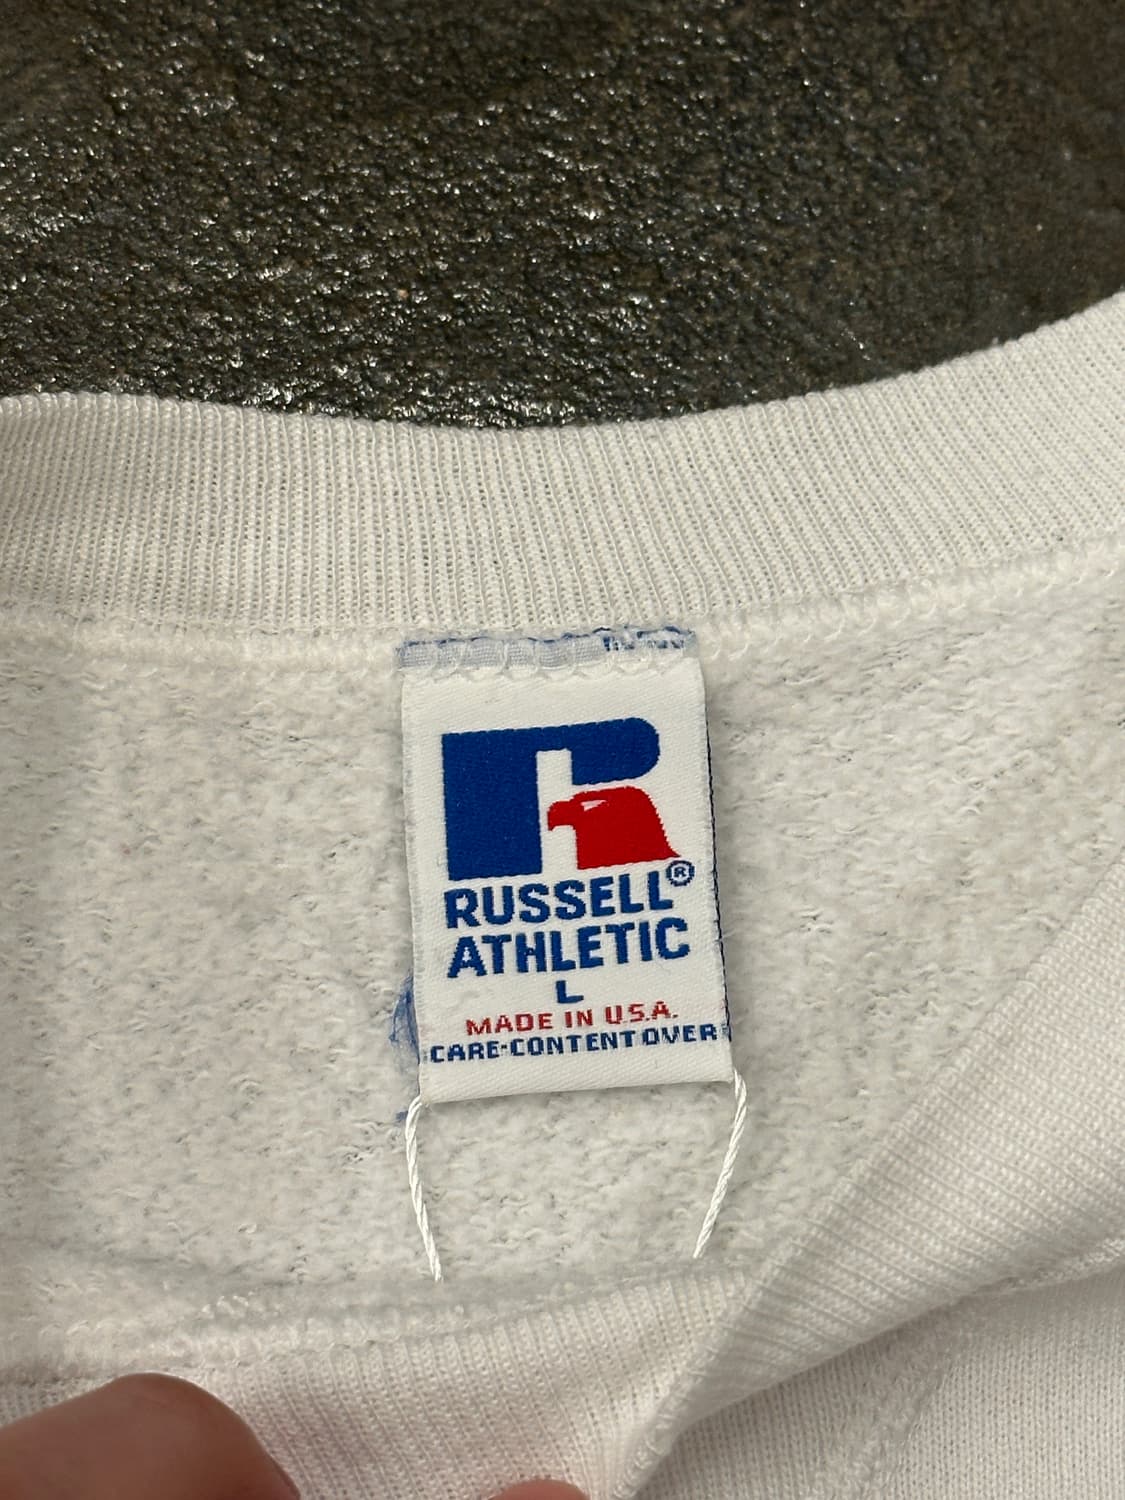 R
RUSSELL®
ATHLETIC
L
MADE IN U.S.A.
CARE-CONTENT OVER